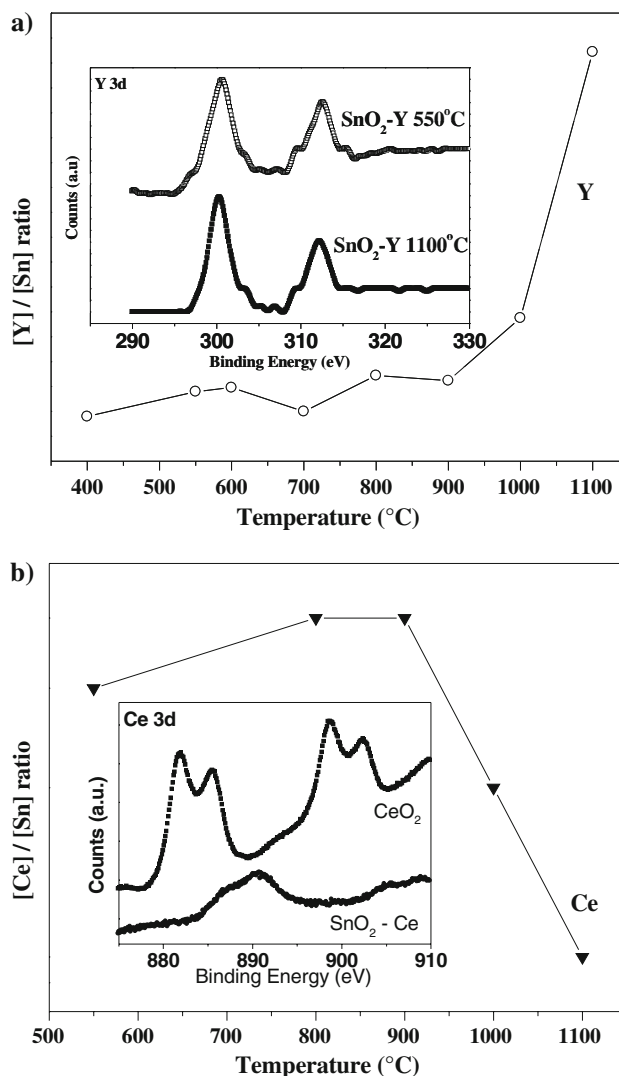 a)
[Y] / [Sn] ratio
Y 3d
Counts (a.u)
SnO2-Y 550°C
SnO2-Y 1100°C
290 300 310 320 330
Binding Energy (eV)
Y
400 500 600 700 800 900 1000 1100
Temperature (°C)
b)
[Ce] / [Sn] ratio
Ce 3d
Counts (a.u.)
CeO2
SnO2 - Ce
880 890 900 910
Binding Energy (eV)
Ce
500 600 700 800 900 1000 1100
Temperature (°C)